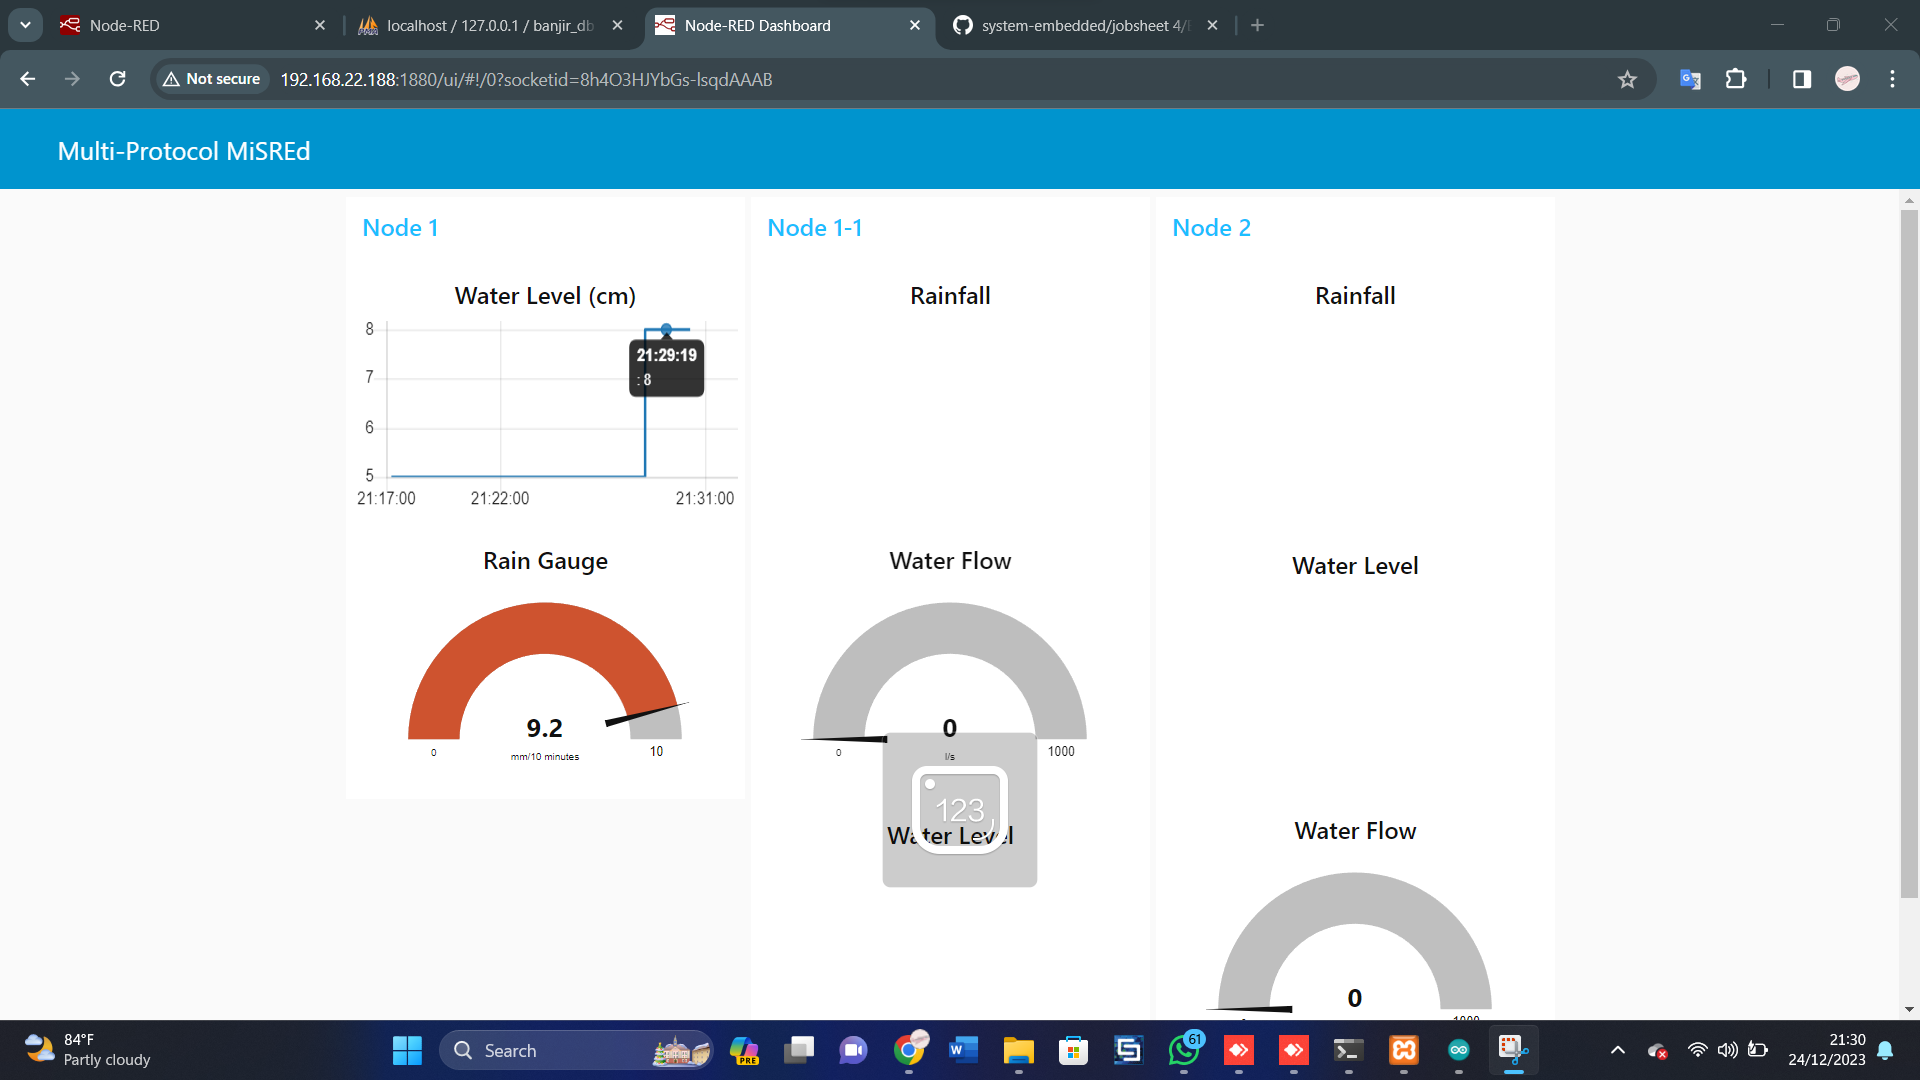 Node-RED
localhost / 127.0.0.1 / banjir_db
Node-RED Dashboard
system-embedded/jobsheet 4/
Not secure
192.168.22.188:1880/ui/#!/0?socketid=8h4O3HJYbGs-lsqdAAAB
Multi-Protocol MiSREd
Node 1
Water Level (cm)
8
7
6
5
21:29:19
: 8
21:17:00
21:22:00
21:31:00
Rain Gauge
9.2
mm/10 minutes
0
10
Node 1-1
Rainfall
Water Flow
0
l/s
0
1000
123
Water Level
Node 2
Rainfall
Water Level
Water Flow
0
1000
84°F
Partly cloudy
Search
PRE
61
21:30
24/12/2023